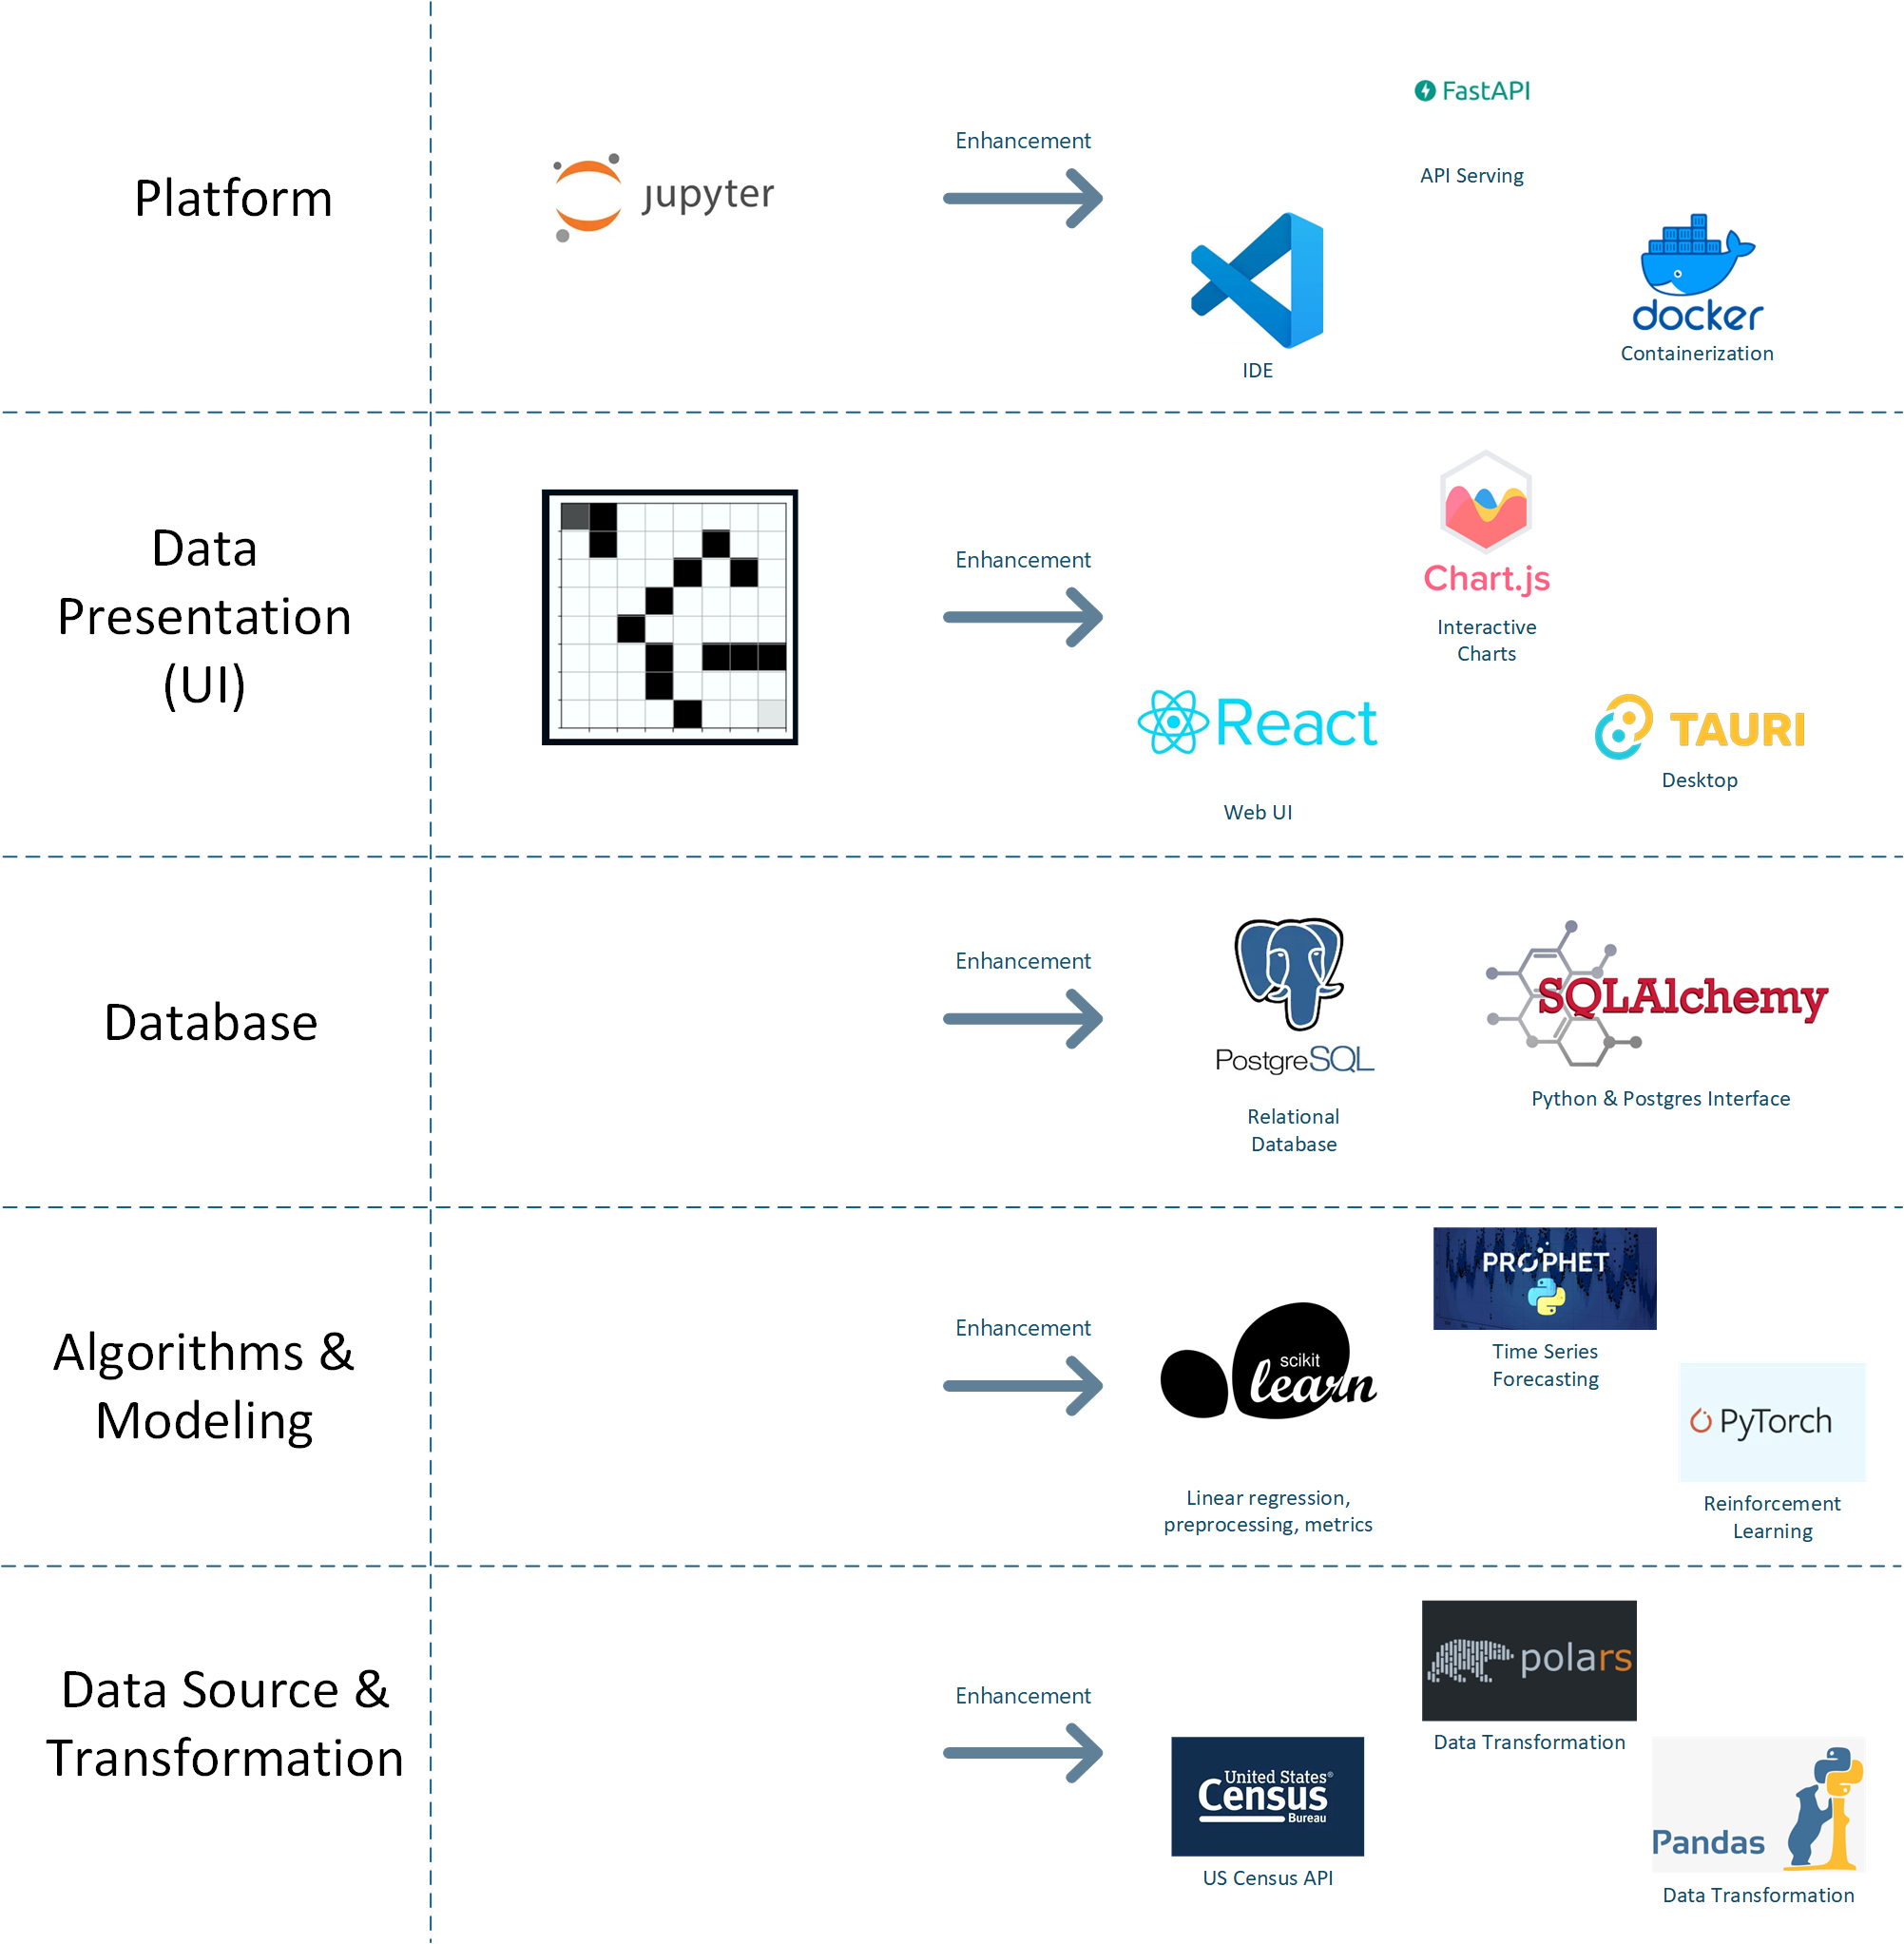 Platform
jupyter
Enhancement
FastAPI
API Serving
IDE
docker
Containerization
Data
Presentation
(UI)
Enhancement
Chart.js
Interactive
Charts
React
Web UI
TAURI
Desktop
Database
Enhancement
PostgreSQL
Relational
Database
SQLAlchemy
Python & Postgres Interface
Algorithms &
Modeling
Enhancement
scikit
learn
Linear regression,
preprocessing, metrics
PROPHET
Time Series
Forecasting
PyTorch
Reinforcement
Learning
Data Source &
Transformation
Enhancement
United States®
Census
Bureau
US Census API
polars
Data Transformation
Pandas
Data Transformation